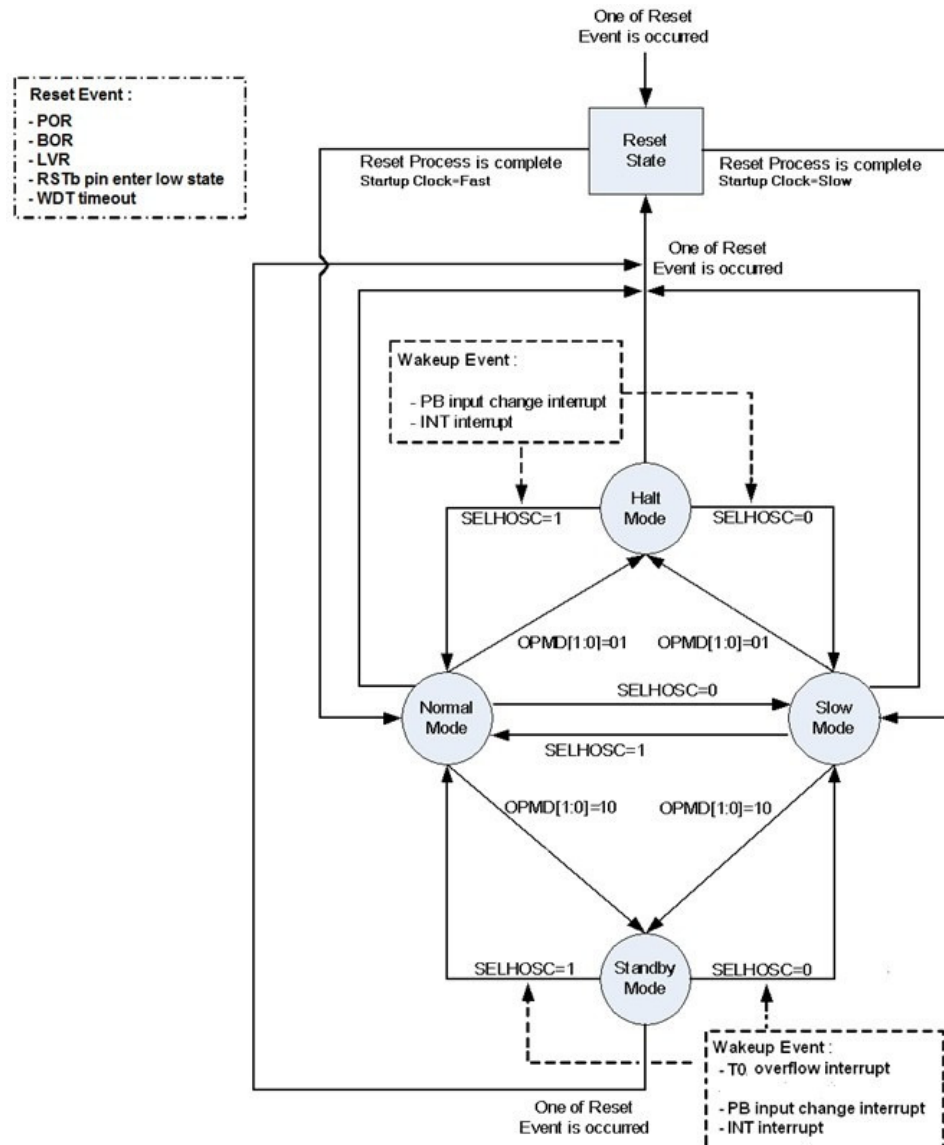 One of Reset
Event is occurred
Reset Event :
- POR
- BOR
- LVR
- RSTb pin enter low state
- WDT timeout
Reset
State
Reset Process is complete
Startup Clock=Fast
Reset Process is complete
Startup Clock=Slow
One of Reset
Event is occurred
Wakeup Event :
- PB input change interrupt
- INT interrupt
Halt
Mode
SELHOSC=1
SELHOSC=0
OPMD[1:0]=01
OPMD[1:0]=01
Normal
Mode
SELHOSC=0
SELHOSC=1
Slow
Mode
OPMD[1:0]=10
OPMD[1:0]=10
SELHOSC=1
Standby
Mode
SELHOSC=0
Wakeup Event :
- T0 overflow interrupt
- PB input change interrupt
- INT interrupt
One of Reset
Event is occurred